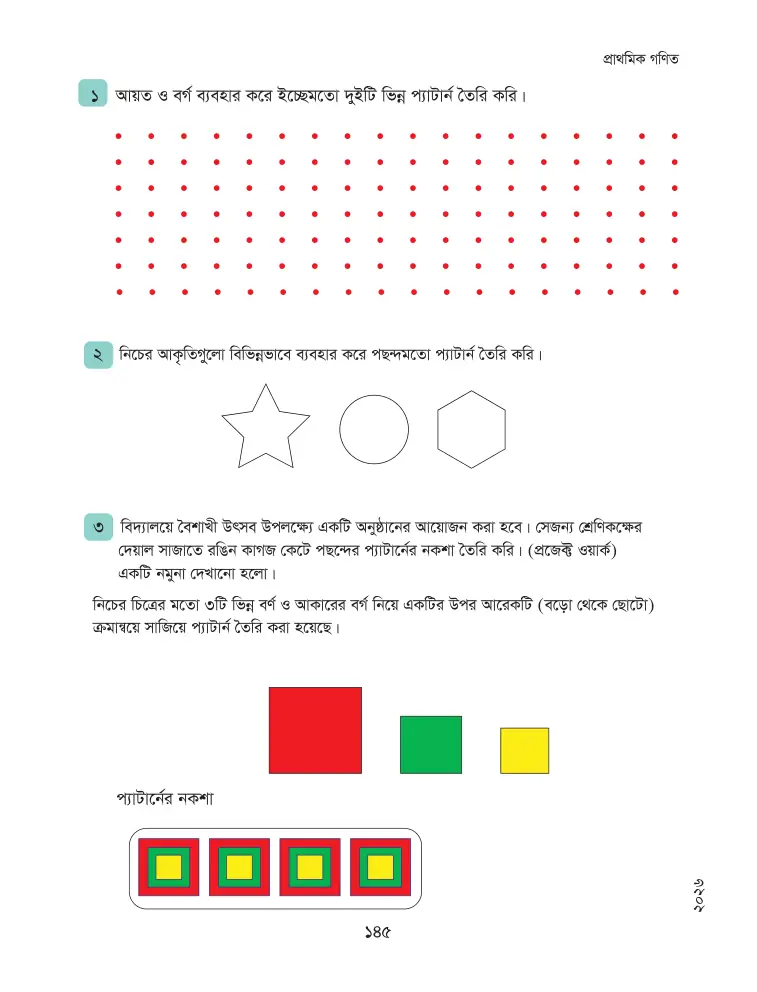 প্রাথমিক গণিত
১ আয়ত ও বর্গ ব্যবহার করে ইচ্ছেমতো দুইটি ভিন্ন প্যাটার্ন তৈরি করি।
২ নিচের আকৃতিগুলো বিভিন্নভাবে ব্যবহার করে পছন্দমতো প্যাটার্ন তৈরি করি।
৩ বিদ্যালয়ে বৈশাখী উৎসব উপলক্ষ্যে একটি অনুষ্ঠানের আয়োজন করা হবে। সেজন্য শ্রেণিকক্ষের
দেয়াল সাজাতে রঙিন কাগজ কেটে পছন্দের প্যাটার্নের নকশা তৈরি করি। (প্রজেক্ট ওয়ার্ক)
একটি নমুনা দেখানো হলো।
নিচের চিত্রের মতো ৩টি ভিন্ন বর্ণ ও আকারের বর্গ নিয়ে একটির উপর আরেকটি (বড়ো থেকে ছোটো)
ক্রমান্বয়ে সাজিয়ে প্যাটার্ন তৈরি করা হয়েছে।
প্যাটার্নের নকশা
২০২৬
১৪৫